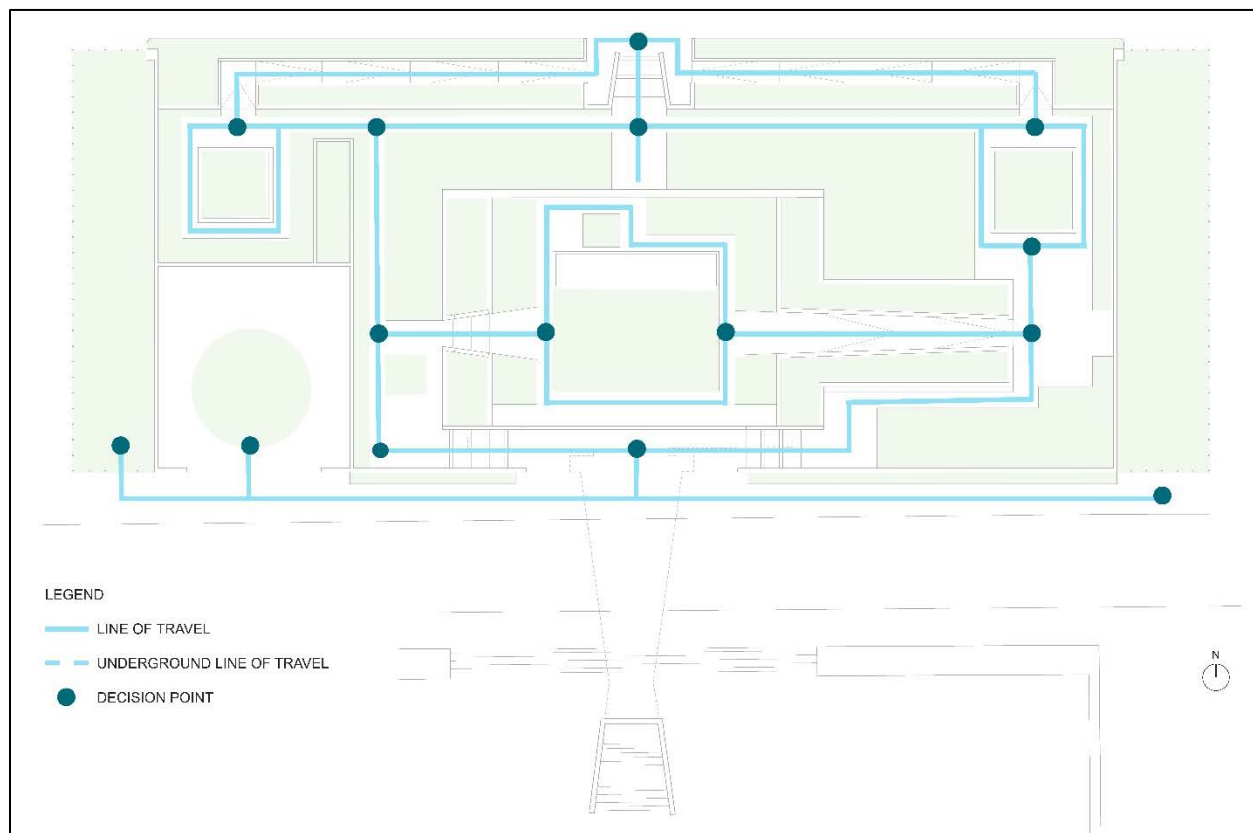 LEGEND
LINE OF TRAVEL
UNDERGROUND LINE OF TRAVEL
DECISION POINT
N